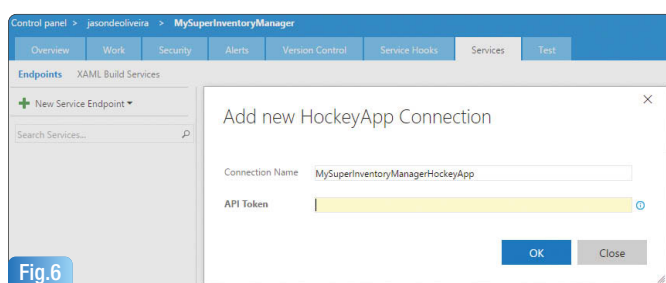 Control panel > jasondeoliveira > MySuperInventoryManager
Overview Work Security Alerts Version Control Service Hooks Services Test
Endpoints XAML Build Services
New Service Endpoint
Search Services...
Add new HockeyApp Connection
Connection Name MySuperInventoryManagerHockeyApp
API Token
OK Close
Fig.6